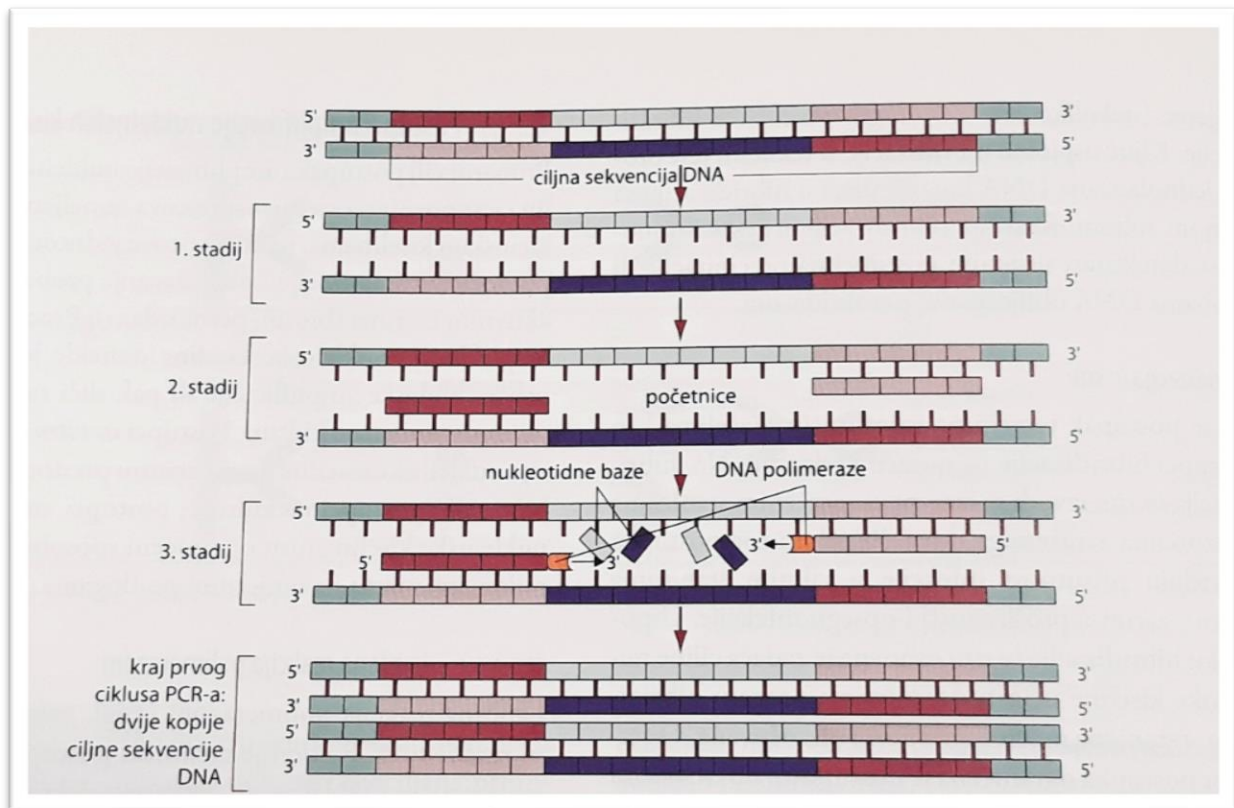 5' 3'
3' 5'
ciljna sekvencija DNA
1. stadij
5' 3'
3' 5'
2. stadij
5' 3'
početnice
3' 5'
nukleotidne baze DNA polimeraze
3. stadij
5' 3'
3' 5'
5' 3'
3' 5'
kraj prvog
ciklusa PCR-a:
dvije kopije
ciljne sekvencije
DNA
5' 3'
3' 5'
5' 3'
3' 5'